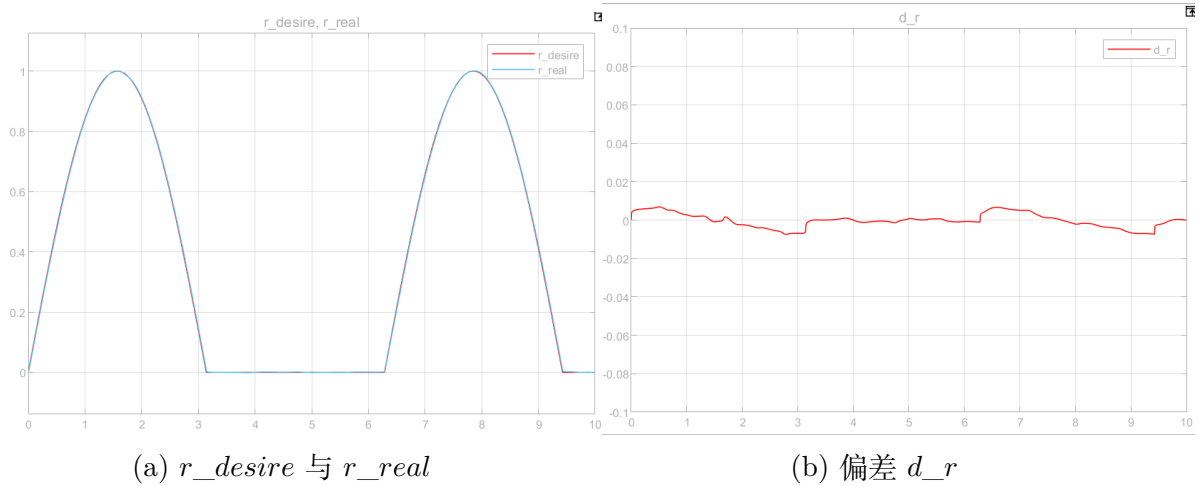 r_desire, r_real
r_desire
r_real
1
0.8
0.6
0.4
0.2
0
0 1 2 3 4 5 6 7 8 9 10
(a) r_desire 与 r_real
d_r
d_r
0.1
0.08
0.06
0.04
0.02
0
-0.02
-0.04
-0.06
-0.08
-0.1
0 1 2 3 4 5 6 7 8 9 10
(b) 偏差 d_r